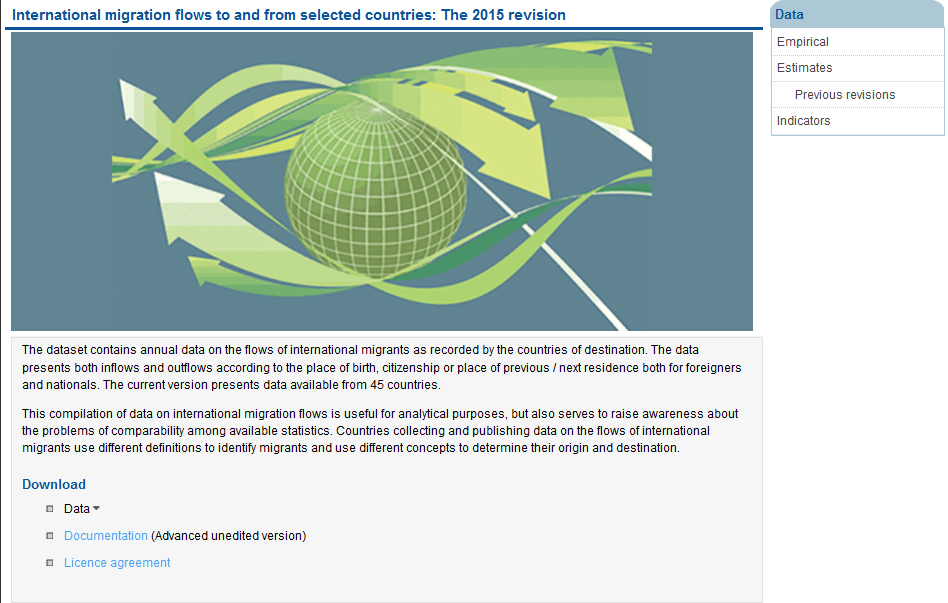 International migration flows to and from selected countries: The 2015 revision
Data
Empirical
Estimates
Previous revisions
Indicators
The dataset contains annual data on the flows of international migrants as recorded by the countries of destination. The data
presents both inflows and outflows according to the place of birth, citizenship or place of previous / next residence both for foreigners
and nationals. The current version presents data available from 45 countries.
This compilation of data on international migration flows is useful for analytical purposes, but also serves to raise awareness about
the problems of comparability among available statistics. Countries collecting and publishing data on the flows of international
migrants use different definitions to identify migrants and use different concepts to determine their origin and destination.
Download
Data
Documentation (Advanced unedited version)
Licence agreement